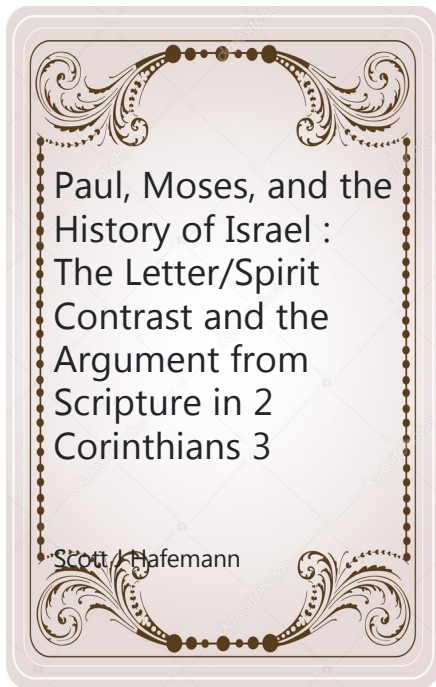 Paul, Moses, and the
History of Israel :
The Letter/Spirit
Contrast and the
Argument from
Scripture in 2
Corinthians 3
Scott J Hafemann
depositphotos